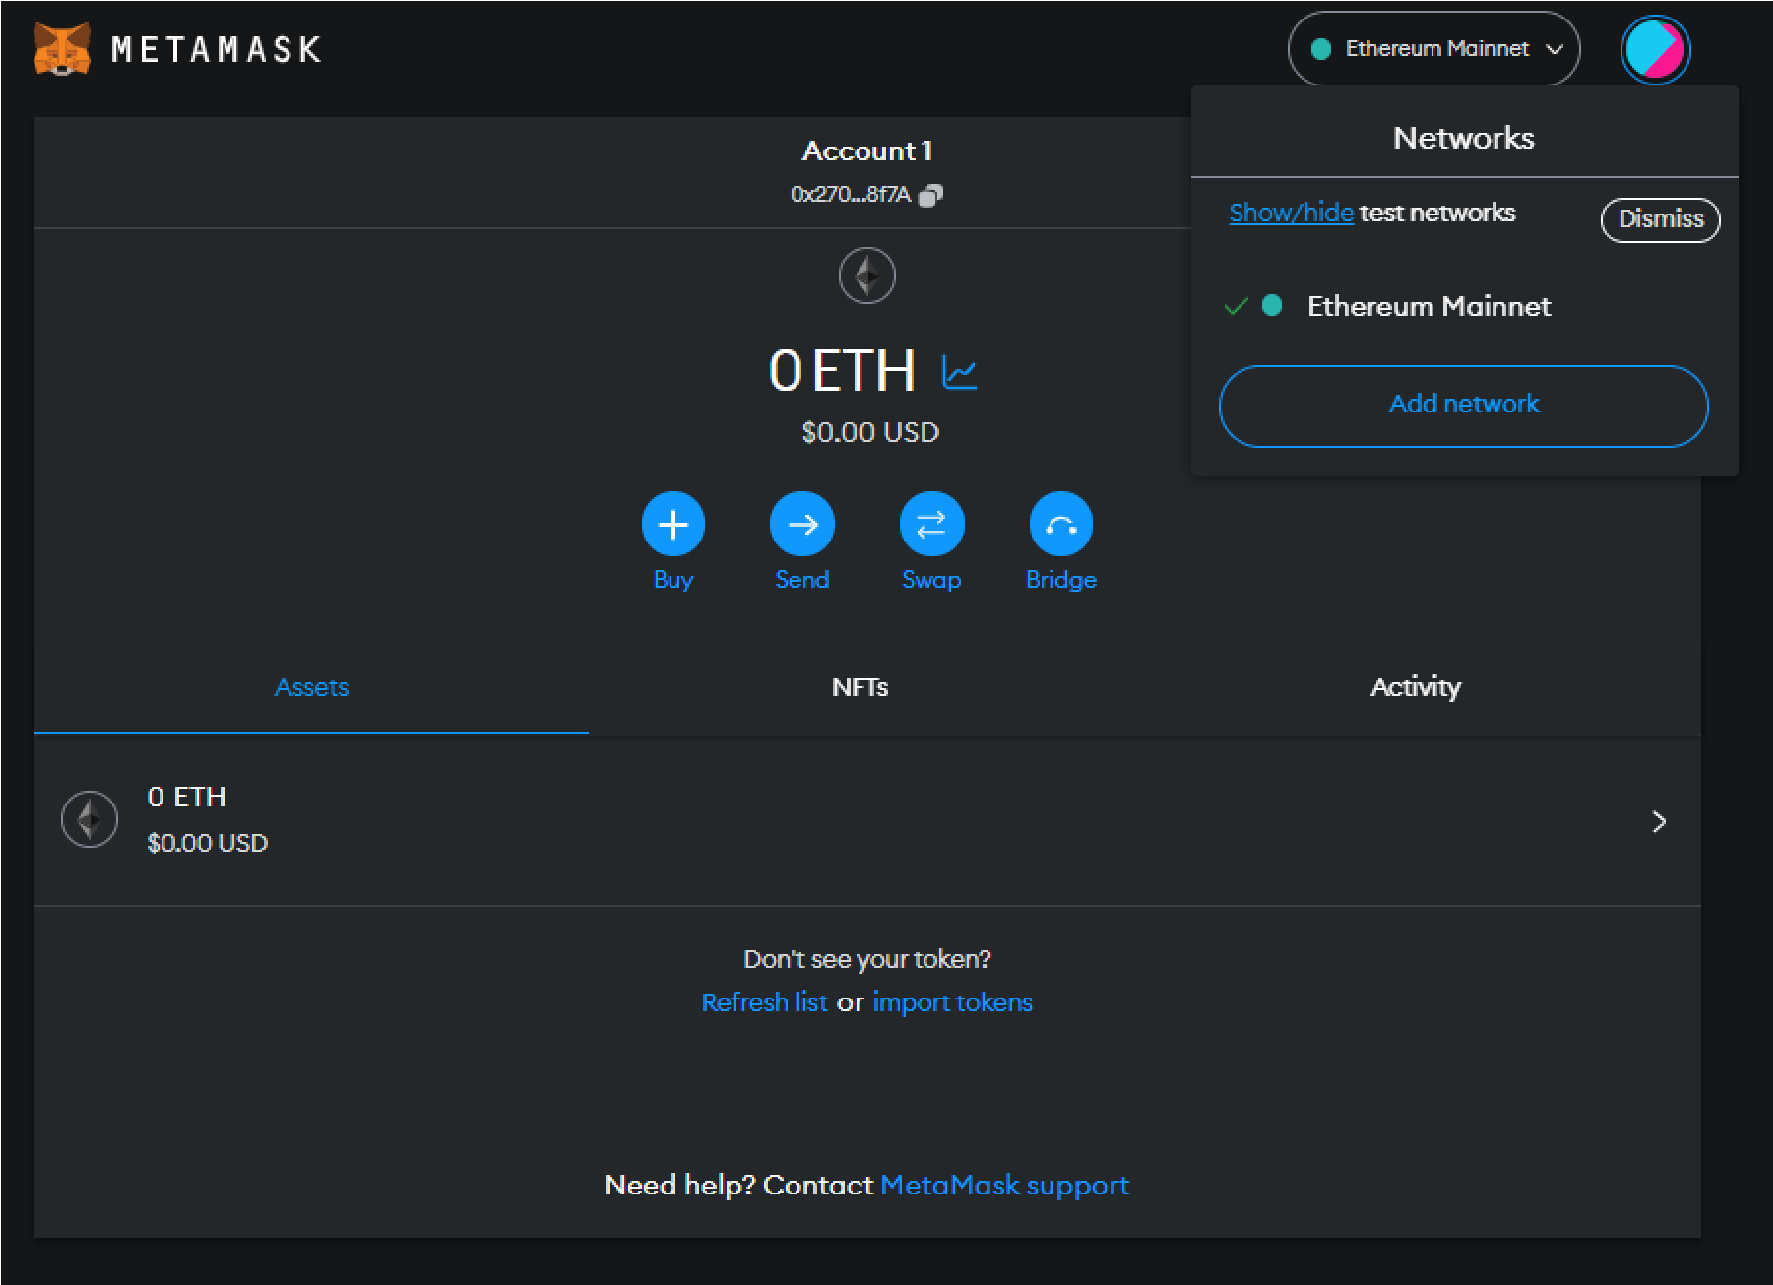 METAMASK
Ethereum Mainnet
Networks
Show/hide test networks
Dismiss
Ethereum Mainnet
Add network
Account 1
0x270...8f7A
0 ETH
$0.00 USD
Buy
Send
Swap
Bridge
Assets
NFTs
Activity
0 ETH
$0.00 USD
Don't see your token?
Refresh list or import tokens
Need help? Contact MetaMask support